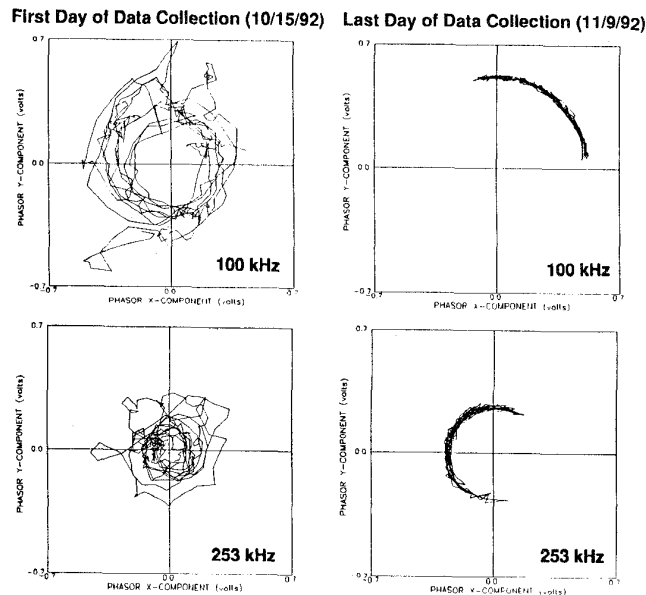 First Day of Data Collection (10/15/92)
Last Day of Data Collection (11/9/92)
0.7
PHASOR Y-COMPONENT (volts)
0.0
100 kHz
-0.7
0.0
0.7
PHASOR X-COMPONENT (volts)
0.7
PHASOR Y-COMPONENT (volts)
0.0
100 kHz
-0.7
0.0
0.7
PHASOR X-COMPONENT (volts)
0.7
PHASOR Y-COMPONENT (volts)
0.0
253 kHz
0.0
0.7
PHASOR X-COMPONENT (volts)
0.7
PHASOR Y-COMPONENT (volts)
0.0
253 kHz
0.0
0.7
PHASOR X-COMPONENT (volts)